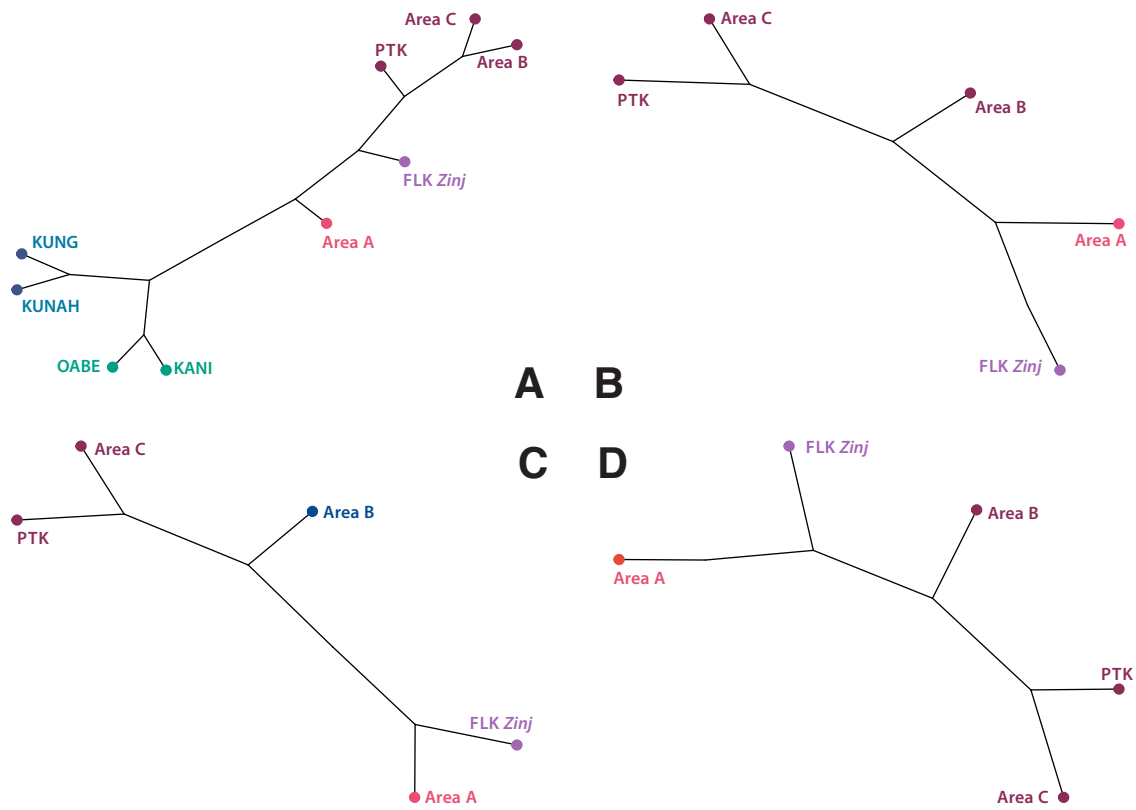 Area C
PTK
Area B
FLK Zinj
Area A
KUNG
KUNAH
OABE
KANI
A
Area C
PTK
Area B
Area A
FLK Zinj
B
Area C
PTK
Area B
FLK Zinj
Area A
C
D
FLK Zinj
Area B
Area A
PTK
Area C